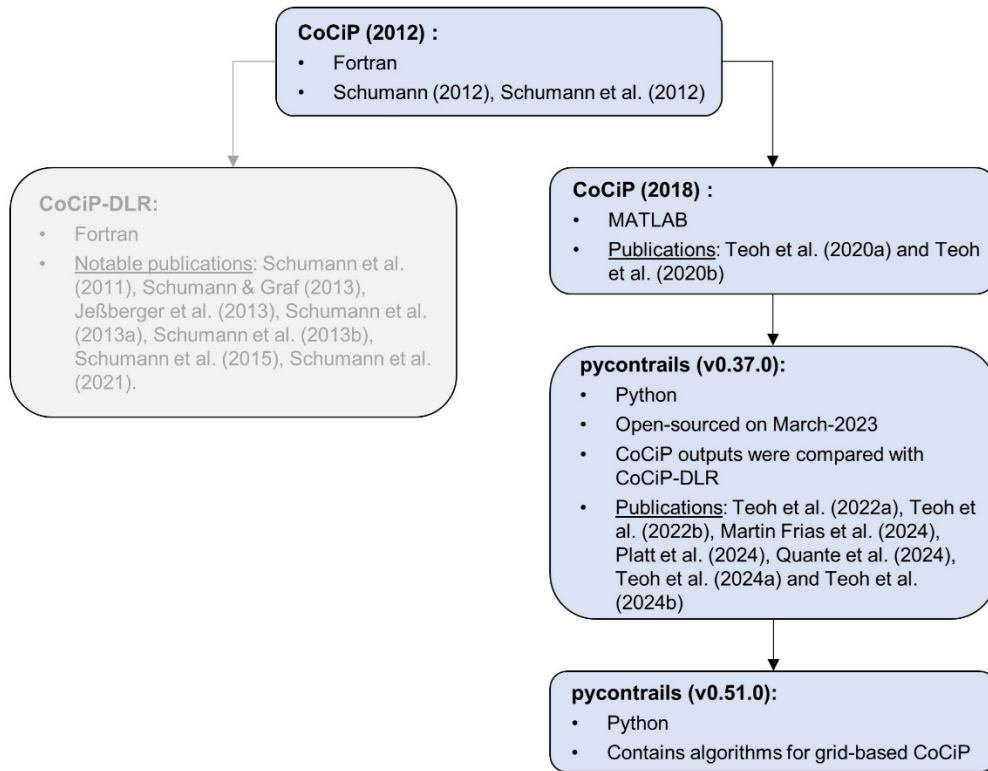 CoCiP (2012) :
• Fortran
• Schumann (2012), Schumann et al. (2012)
CoCiP-DLR:
• Fortran
• Notable publications: Schumann et al.
(2011), Schumann & Graf (2013),
Jeßberger et al. (2013), Schumann et al.
(2013a), Schumann et al. (2013b),
Schumann et al. (2015), Schumann et al.
(2021).
CoCiP (2018) :
• MATLAB
• Publications: Teoh et al. (2020a) and Teoh
et al. (2020b)
pycontrails (v0.37.0):
• Python
• Open-sourced on March-2023
• CoCiP outputs were compared with
CoCiP-DLR
• Publications: Teoh et al. (2022a), Teoh et
al. (2022b), Martin Frias et al. (2024),
Platt et al. (2024), Quante et al. (2024),
Teoh et al. (2024a) and Teoh et al.
(2024b)
pycontrails (v0.51.0):
• Python
• Contains algorithms for grid-based CoCiP